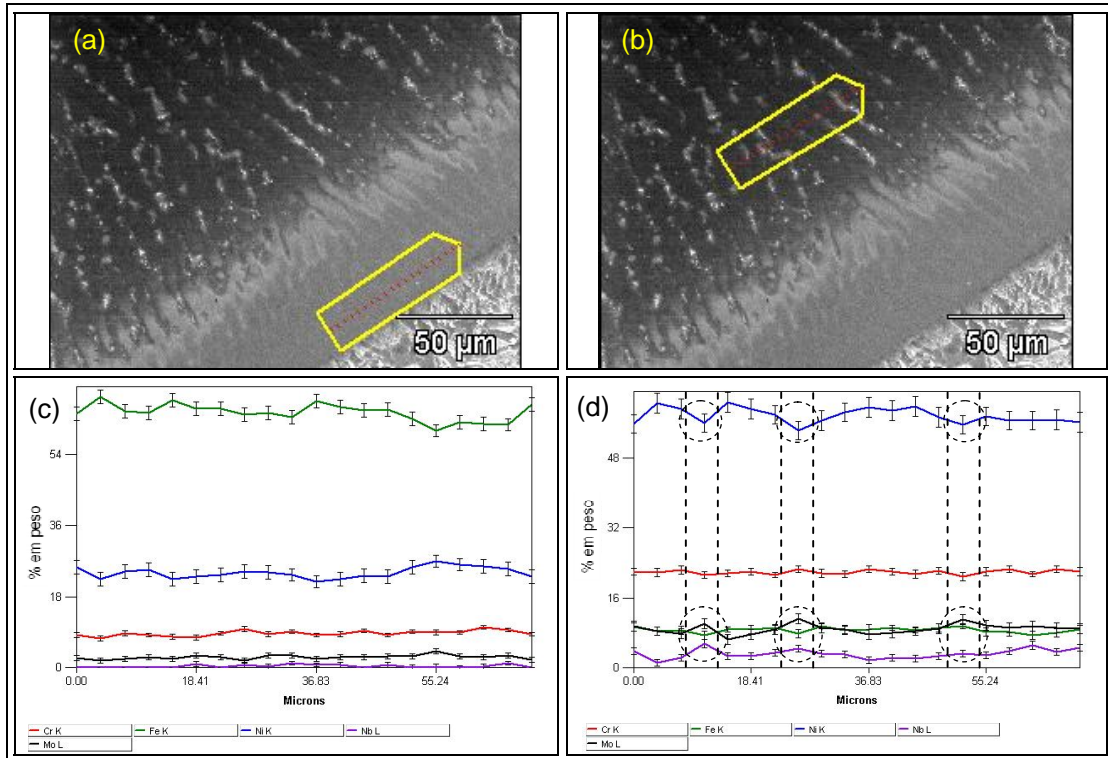 (a)
50 µm
(b)
50 µm
(c)
% em peso
54
36
18
0
0.00 18.41 36.83 55.24
Microns
Cr K Fe K Ni K Nb L
Mo L
(d)
% em peso
48
32
16
0
0.00 18.41 36.83 55.24
Microns
Cr K Fe K Ni K Nb L
Mo L